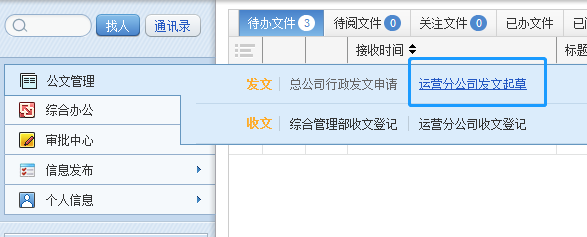 找人 通讯录
待办文件 3 待阅文件 0 关注文件 0 已办文件
接收时间 标题
公文管理
发文 总公司行政发文申请 运营分公司发文起草
收文 综合管理部收文登记 运营分公司收文登记
综合办公
审批中心
信息发布
个人信息